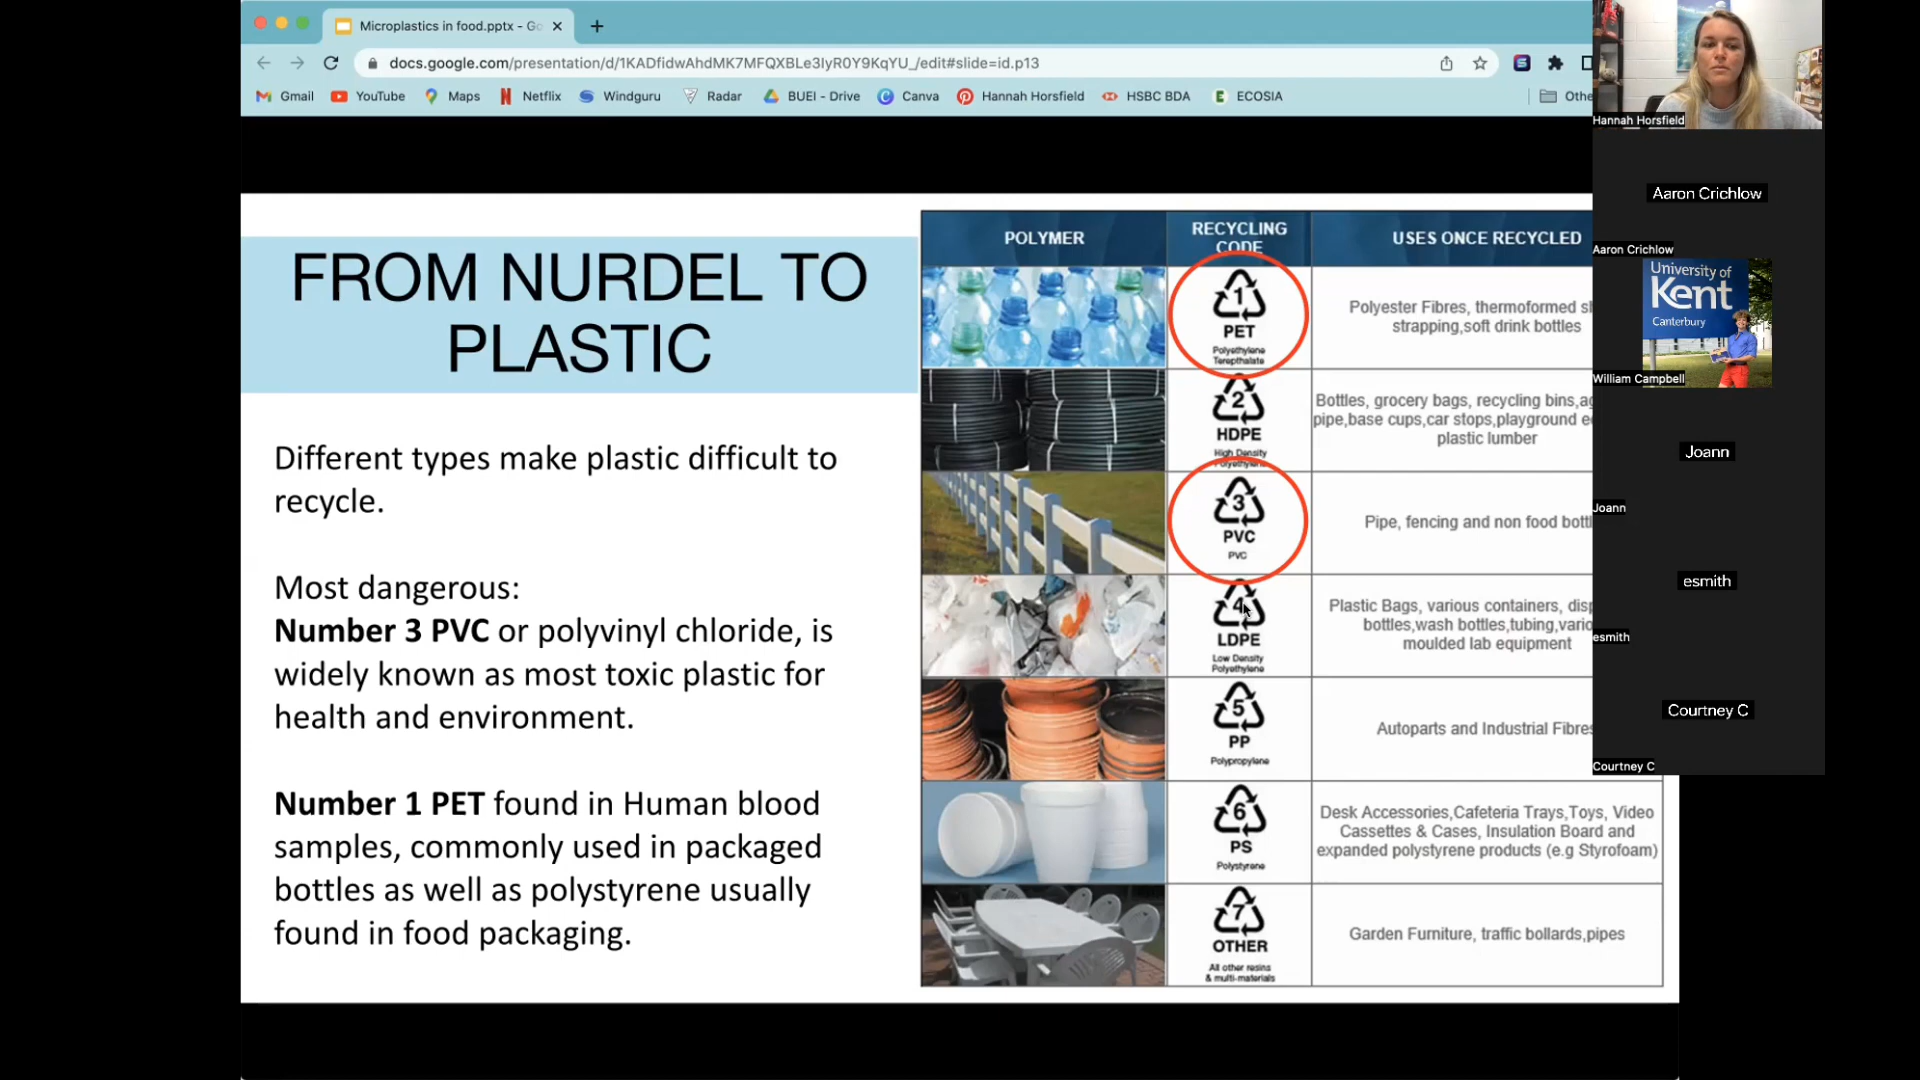 Microplastics in food.pptx - Go
docs.google.com/presentation/d/1KADfidwAhdMK7MFQXBLe3IyR0Y9KqYU_/edit#slide=id.p13
Gmail
YouTube
Maps
Netflix
Windguru
Radar
BUEI - Drive
Canva
Hannah Horsfield
HSBC BDA
ECOSIA
Othe
FROM NURDEL TO
PLASTIC
Different types make plastic difficult to
recycle.
Most dangerous:
Number 3 PVC or polyvinyl chloride, is
widely known as most toxic plastic for
health and environment.
Number 1 PET found in Human blood
samples, commonly used in packaged
bottles as well as polystyrene usually
found in food packaging.
POLYMER
RECYCLING
CODE
USES ONCE RECYCLED
1
PET
Polyethylene
Terepthalate
Polyester Fibres, thermoformed s
strapping,soft drink bottles
2
HDPE
High Density
Polyethylene
Bottles, grocery bags, recycling bins,ag
pipe,base cups,car stops,playground e
plastic lumber
3
PVC
PVC
Pipe, fencing and non food bottl
4
LDPE
Low Density
Polyethylene
Plastic Bags, various containers, disp
bottles,wash bottles,tubing,vario
moulded lab equipment
5
PP
Polypropylene
Autoparts and Industrial Fibres
6
PS
Polystyrene
Desk Accessories,Cafeteria Trays,Toys, Video
Cassettes & Cases, Insulation Board and
expanded polystyrene products (e.g Styrofoam)
7
OTHER
All other resins
& multi-materials
Garden Furniture, traffic bollards,pipes
Hannah Horsfield
Aaron Crichlow
Aaron Crichlow
University of
Kent
Canterbury
William Campbell
Joann
Joann
esmith
esmith
Courtney C
Courtney C